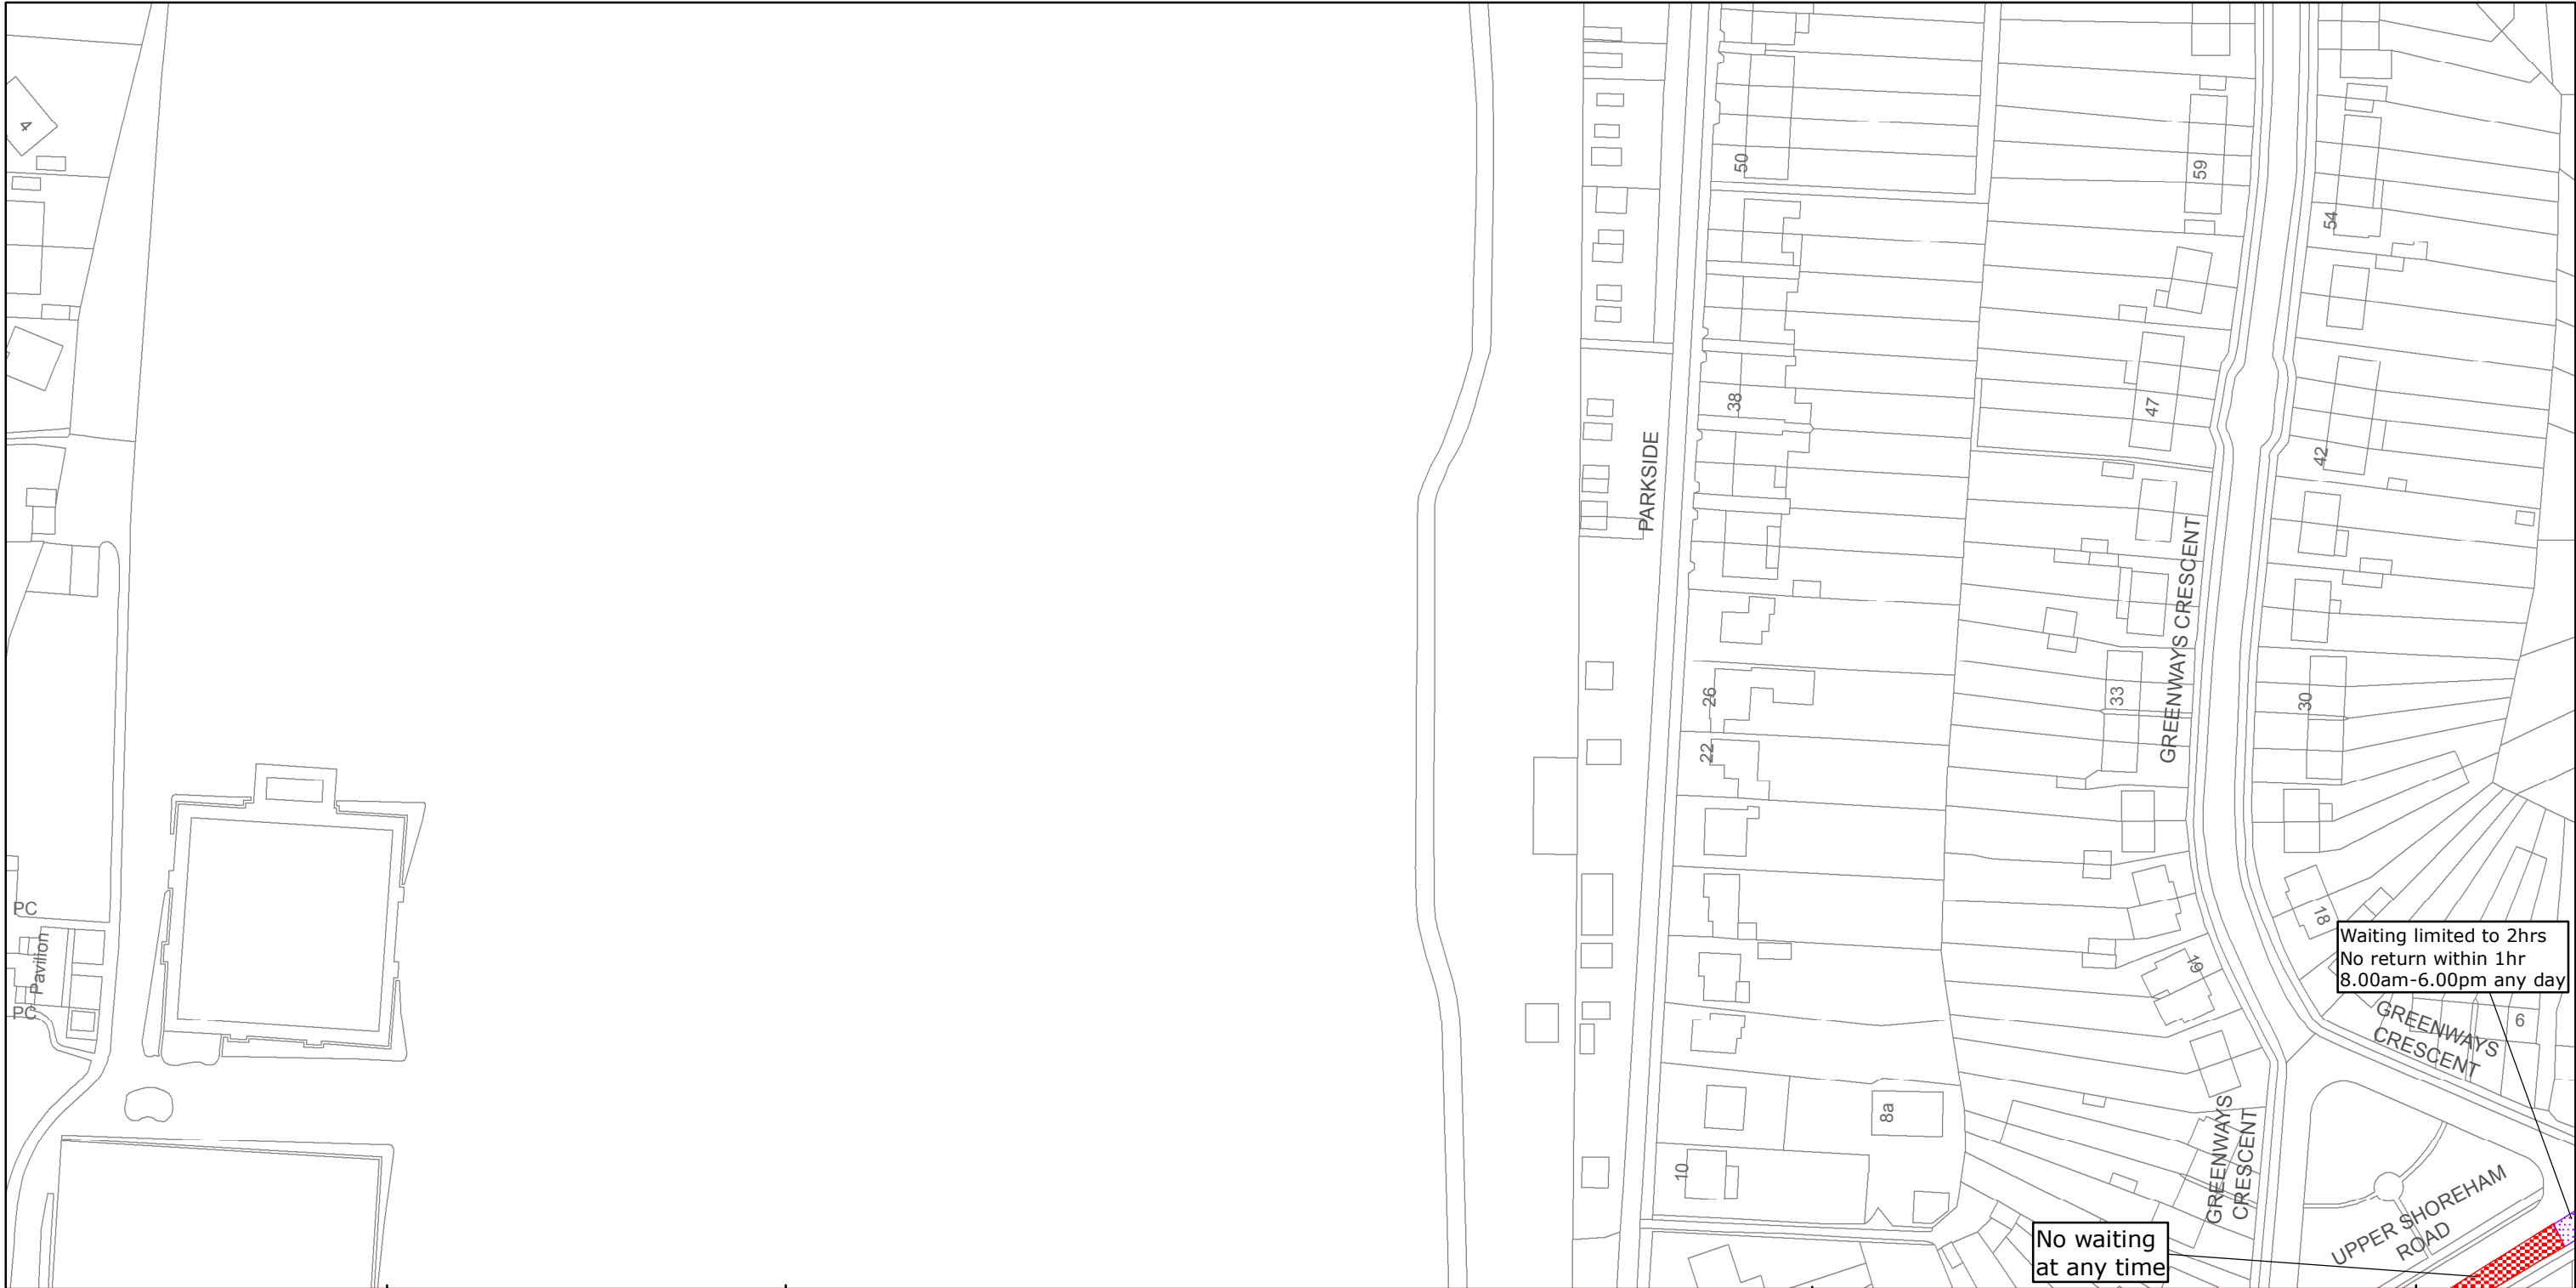 4
50
59
54
38
47
42
PARKSIDE
GREENWAYS CRESCENT
26
33
30
22
PC
18
Pavilion
Waiting limited to 2hrs
No return within 1hr
8.00am-6.00pm any day
19
PC
6
GREENWAYS
CRESCENT
8a
10
GREENWAYS
CRESCENT
UPPER SHOREHAM
ROAD
No waiting
at any time